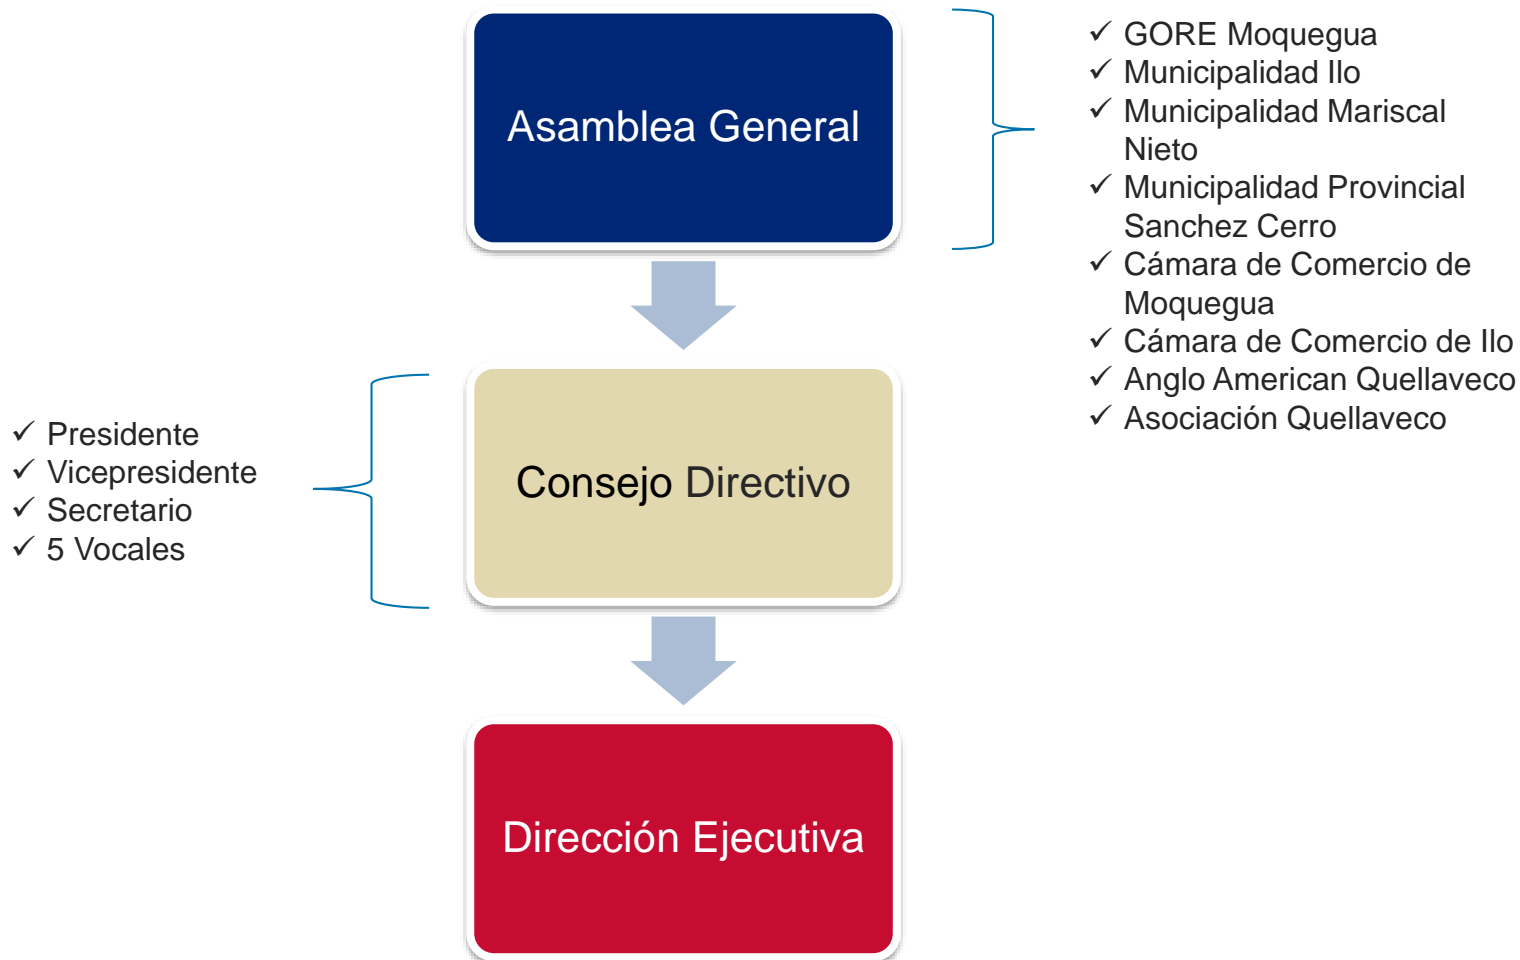 Asamblea General
✓ GORE Moquegua
✓ Municipalidad Ilo
✓ Municipalidad Mariscal
Nieto
✓ Municipalidad Provincial
Sanchez Cerro
✓ Cámara de Comercio de
Moquegua
✓ Cámara de Comercio de Ilo
✓ Anglo American Quellaveco
✓ Asociación Quellaveco
✓ Presidente
✓ Vicepresidente
✓ Secretario
✓ 5 Vocales
Consejo Directivo
Dirección Ejecutiva